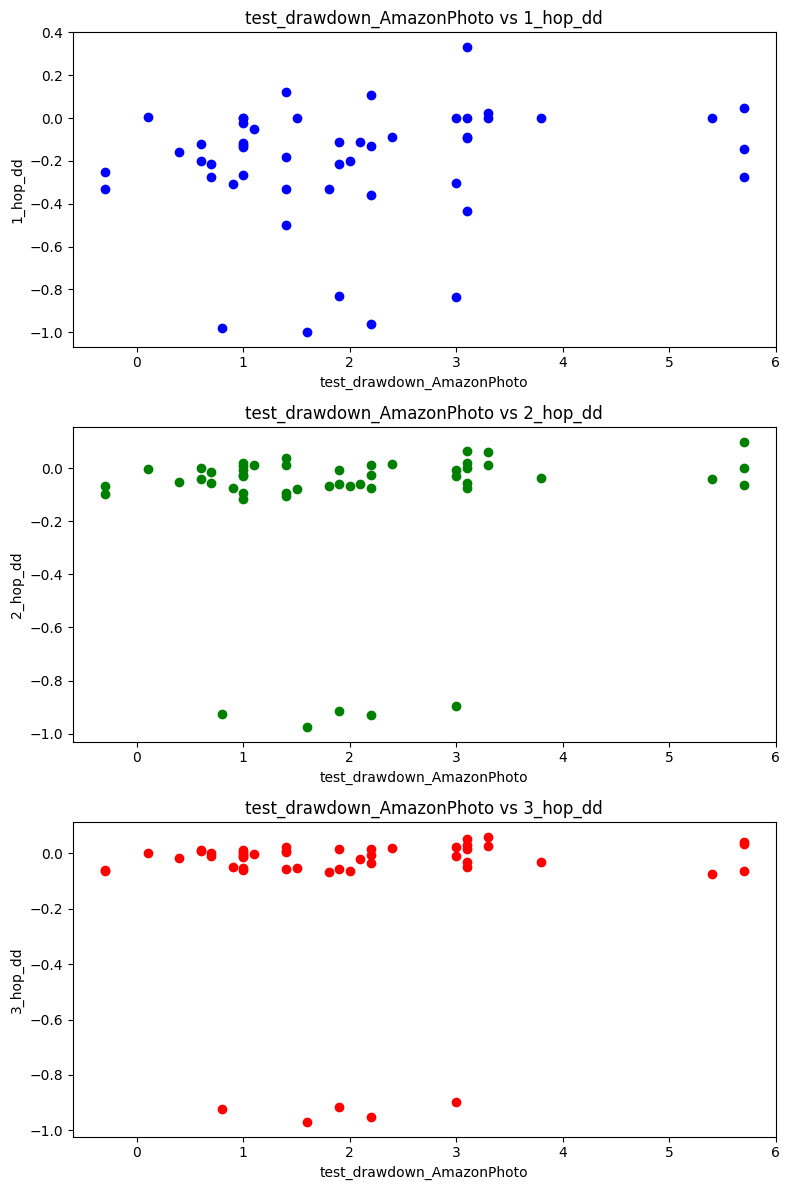 test_drawdown_AmazonPhoto vs 1_hop_dd
0.4
0.2
0.0
−0.2
−0.4
−0.6
−0.8
−1.0
1_hop_dd
0 1 2 3 4 5 6
test_drawdown_AmazonPhoto
test_drawdown_AmazonPhoto vs 2_hop_dd
0.0
−0.2
−0.4
−0.6
−0.8
−1.0
2_hop_dd
0 1 2 3 4 5 6
test_drawdown_AmazonPhoto
test_drawdown_AmazonPhoto vs 3_hop_dd
0.0
−0.2
−0.4
−0.6
−0.8
−1.0
3_hop_dd
0 1 2 3 4 5 6
test_drawdown_AmazonPhoto